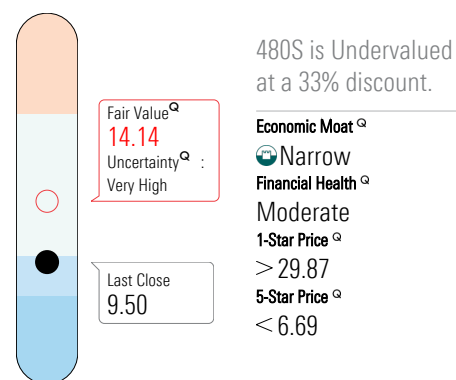 480S is Undervalued
at a 33% discount.
Fair Value Q
14.14
Uncertainty Q :
Very High
Last Close
9.50
Economic Moat Q
Narrow
Financial Health Q
Moderate
1-Star Price Q
> 29.87
5-Star Price Q
< 6.69